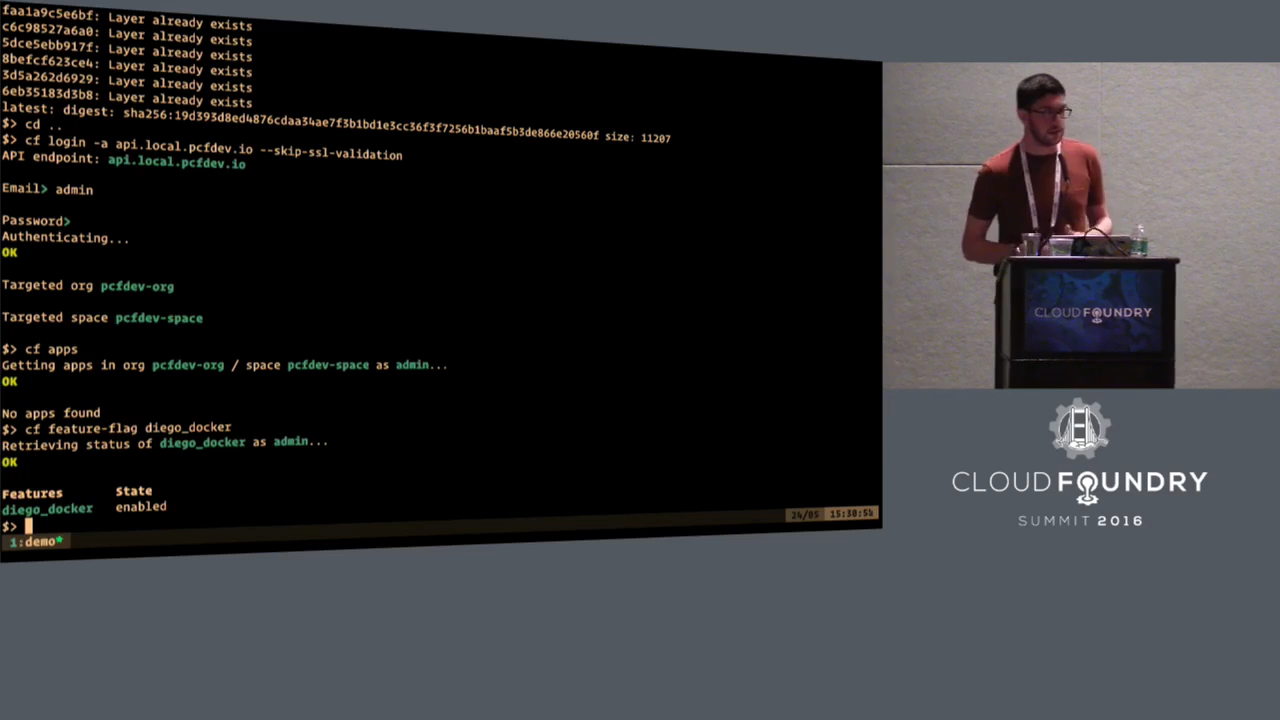 faa1a9c5e6bf: Layer already exists
c6c98527a6a0: Layer already exists
5dce5ebb917f: Layer already exists
8befcf623ce4: Layer already exists
3d5a262d6929: Layer already exists
6eb35183d3b8: Layer already exists
latest: digest: sha256:19d393d8ed4876cdaa34ae7f3b1bd1e3cc36f3f7256b1baaf5b3de866e20560f size: 11207
$> cd ..
$> cf login -a api.local.pcfdev.io --skip-ssl-validation
API endpoint: api.local.pcfdev.io
Email> admin
Password>
Authenticating...
OK
Targeted org pcfdev-org
Targeted space pcfdev-space
$> cf apps
Getting apps in org pcfdev-org / space pcfdev-space as admin...
OK
No apps found
$> cf feature-flag diego_docker
Retrieving status of diego_docker as admin...
OK
Features State
diego_docker enabled
$>
1:demo* 24/05 15:30:54
CLOUD FOUNDRY
CLOUD FOUNDRY
SUMMIT 2016